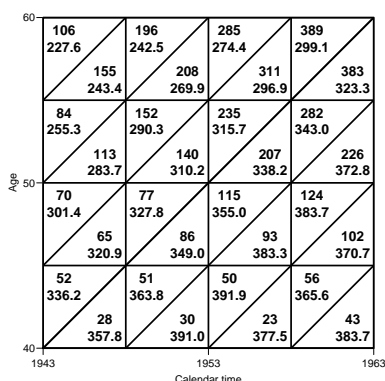 60
106 196 285 389
227.6 242.5 274.4 299.1
155 208 311 383
243.4 269.9 296.9 323.3
84 152 235 282
255.3 290.3 315.7 343.0
113 140 207 226
283.7 310.2 338.2 372.8
Age
50
70 77 115 124
301.4 327.8 355.0 383.7
65 86 93 102
320.9 349.0 383.3 370.7
52 51 50 56
336.2 363.8 391.9 365.6
28 30 23 43
357.8 391.0 377.5 383.7
40
1943 1953 1963
Calendar time